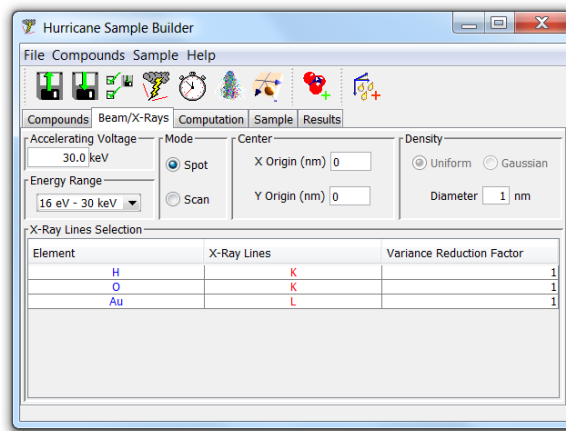 Hurricane Sample Builder
File Compounds Sample Help
Compounds Beam/X-Rays Computation Sample Results
Accelerating Voltage Mode Center Density
30.0 keV Spot X Origin (nm) 0 Uniform Gaussian
Energy Range
16 eV - 30 keV Scan Y Origin (nm) 0 Diameter 1 nm
X-Ray Lines Selection
Element X-Ray Lines Variance Reduction Factor
H K 1
O K 1
Au L 1